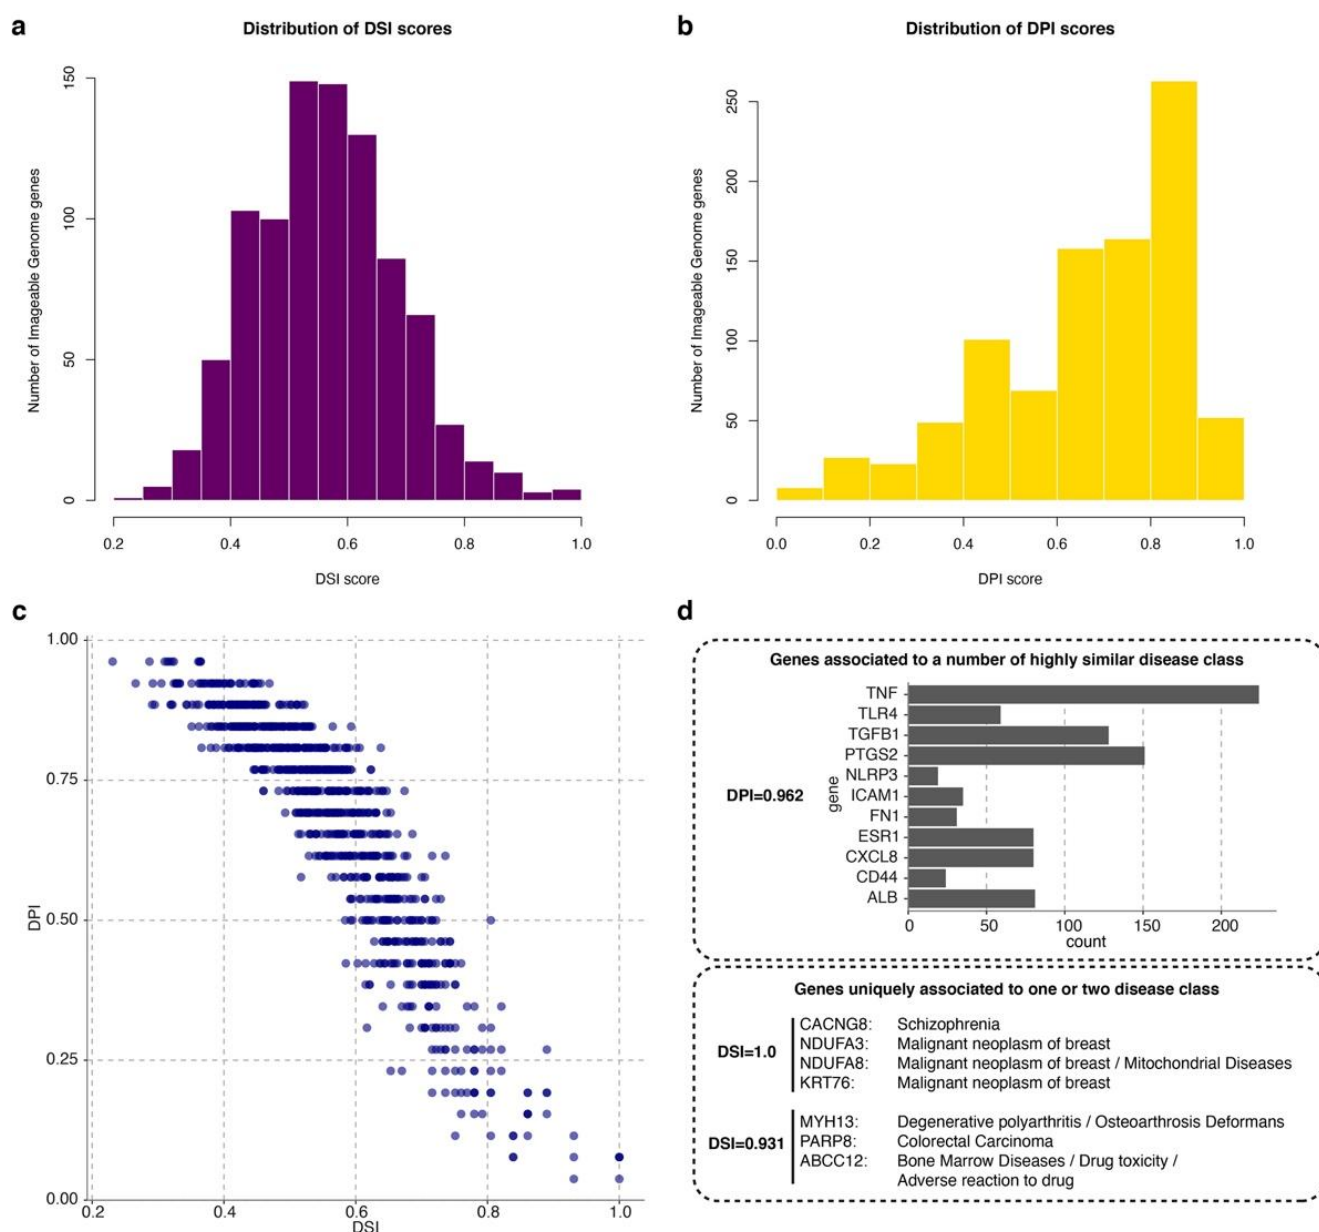 a
Distribution of DSI scores
Number of Imageable Genome genes
150
100
50
0
0.2 0.4 0.6 0.8 1.0
DSI score
b
Distribution of DPI scores
Number of Imageable Genome genes
250
200
150
100
50
0
0.0 0.2 0.4 0.6 0.8 1.0
DPI score
c
DPI
1.00
0.75
0.50
0.25
0.00
0.2 0.4 0.6 0.8 1.0
DSI
d
Genes associated to a number of highly similar disease class
DPI=0.962
gene
TNF
TLR4
TGFB1
PTGS2
NLRP3
ICAM1
FN1
ESR1
CXCL8
CD44
ALB
0 50 100 150 200
count
Genes uniquely associated to one or two disease class
DSI=1.0
CACNG8: Schizophrenia
NDUFA3: Malignant neoplasm of breast
NDUFA8: Malignant neoplasm of breast / Mitochondrial Diseases
KRT76: Malignant neoplasm of breast
DSI=0.931
MYH13: Degenerative polyarthritis / Osteoarthrosis Deformans
PARP8: Colorectal Carcinoma
ABCC12: Bone Marrow Diseases / Drug toxicity /
Adverse reaction to drug